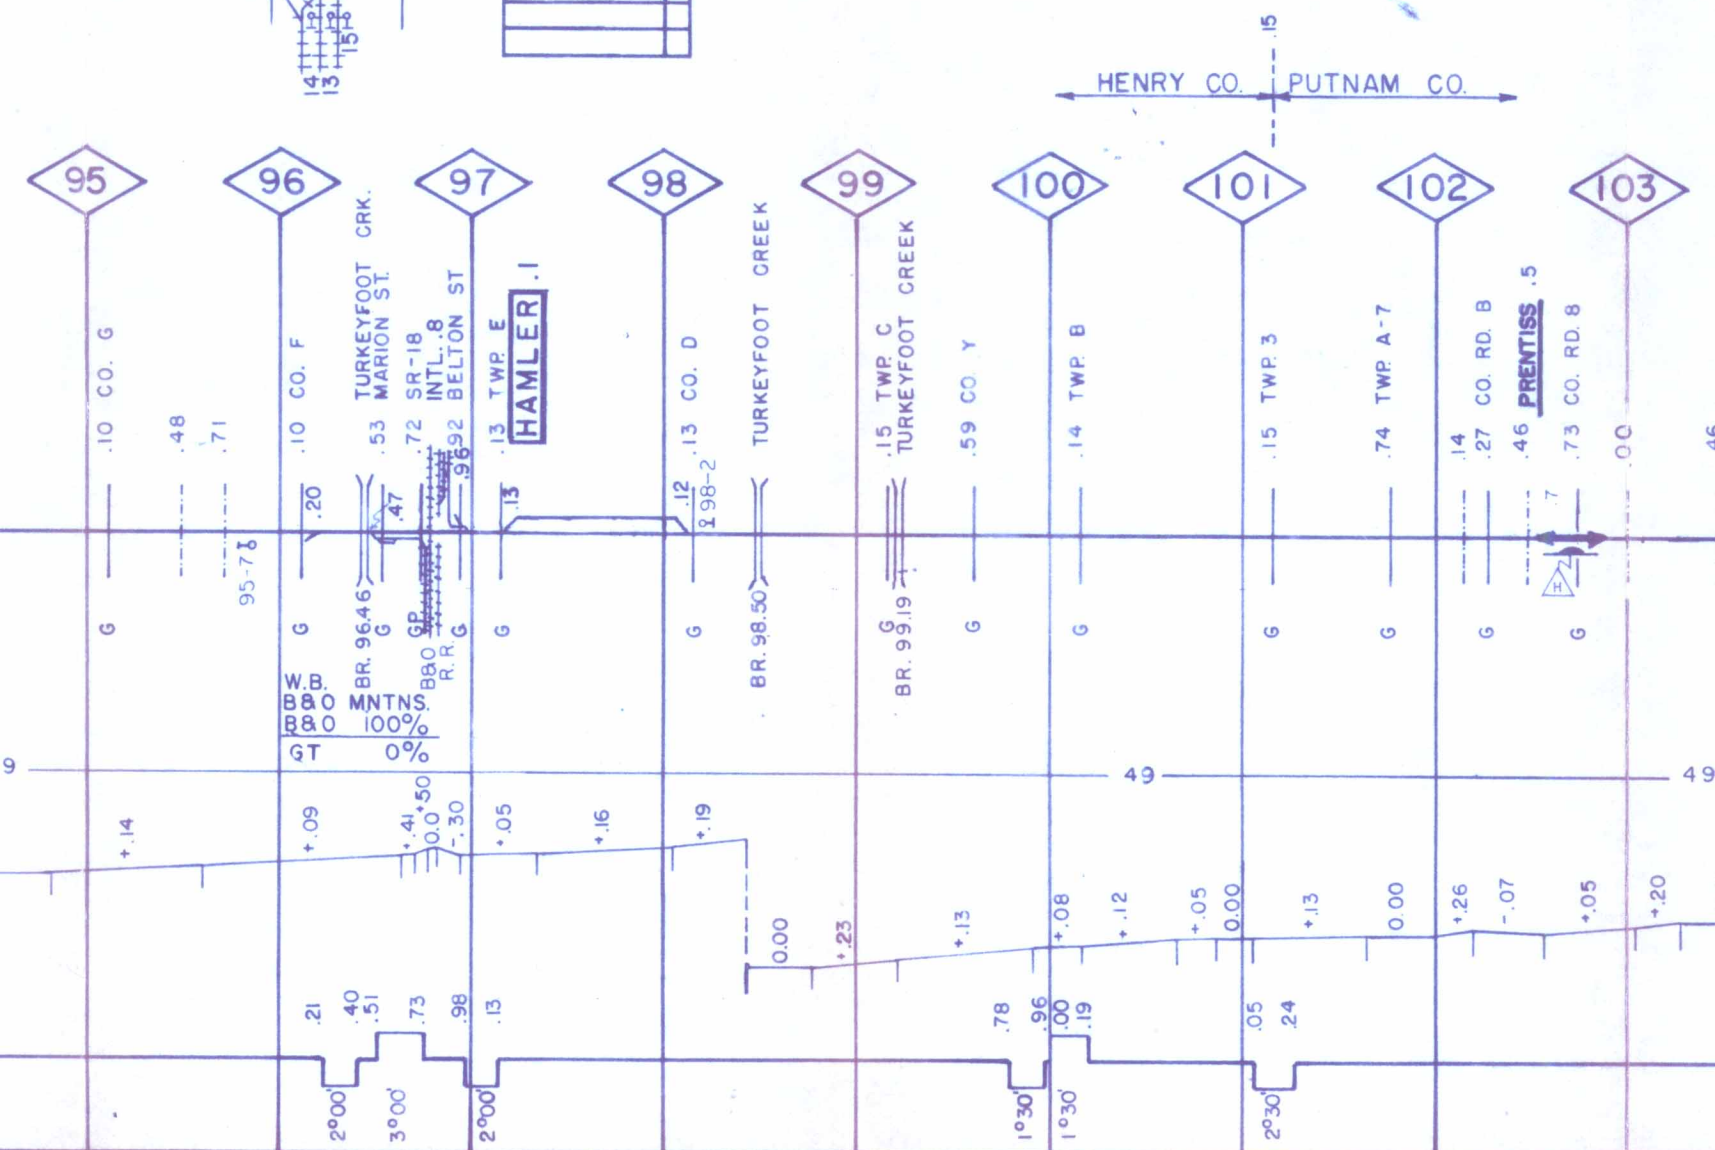 14
13
15
.15
HENRY CO.
PUTNAM CO.
95
96
97
98
99
100
101
102
103
.10 CO. G
.48
.71
.10 CO. F
TURKEYFOOT CRK.
.53 MARION ST.
.72 SR-18
INTL. .8
.92 BELTON ST
.13 TWP. E
HAMLER .1
.13 CO. D
TURKEYFOOT CREEK
.15 TWP. C
TURKEYFOOT CREEK
.59 CO. Y
.14 TWP. B
.15 TWP. 3
.74 TWP. A-7
.14
.27 CO. RD. B
.46 PRENTISS .5
.73 CO. RD. 8
.00
.46
.20
.47
.96
.13
.12
98-2
.7
95-7
H
G
G
BR. 96.46
G
GP
B&O
R.R.
G
G
G
BR. 98.50
G
BR. 99.19
G
G
G
G
G
G
W.B.
B&O MNTNS.
B&O 100%
GT 0%
9
49
49
+.14
+.09
+.41
0.0
+.50
-.30
+.05
+.16
+.19
0.00
+.23
+.13
+.08
+.12
+.05
0.00
+.13
0.00
+.26
-.07
+.05
+.20
.21
.40
.51
.73
.98
.13
.78
.96
.00
.19
.05
.24
2°00'
3°00'
2°00'
1°30'
1°30'
2°30'